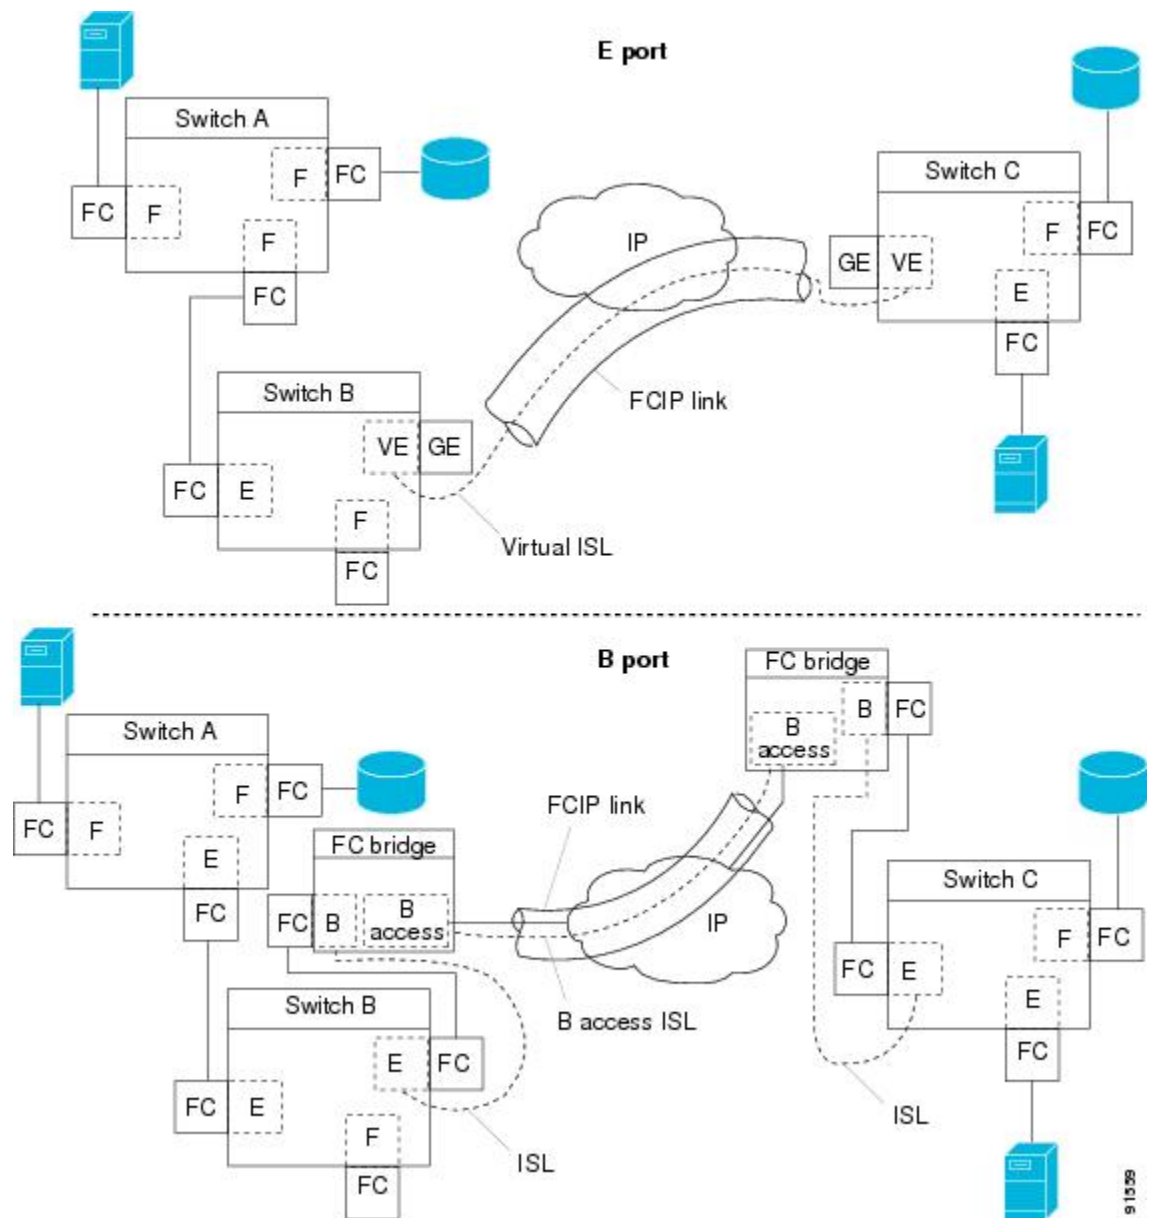 E port
Switch A
F
FC
FC
F
F
FC
Switch C
IP
F
FC
GE
VE
E
FC
Switch B
FCIP link
VE
GE
FC
E
F
Virtual ISL
FC
B port
FC bridge
B
FC
B
access
Switch A
F
FC
FCIP link
FC
F
E
FC bridge
FC
FC
B
B
access
IP
Switch C
F
FC
FC
E
E
Switch B
B access ISL
E
FC
FC
FC
E
F
ISL
ISL
FC
91559